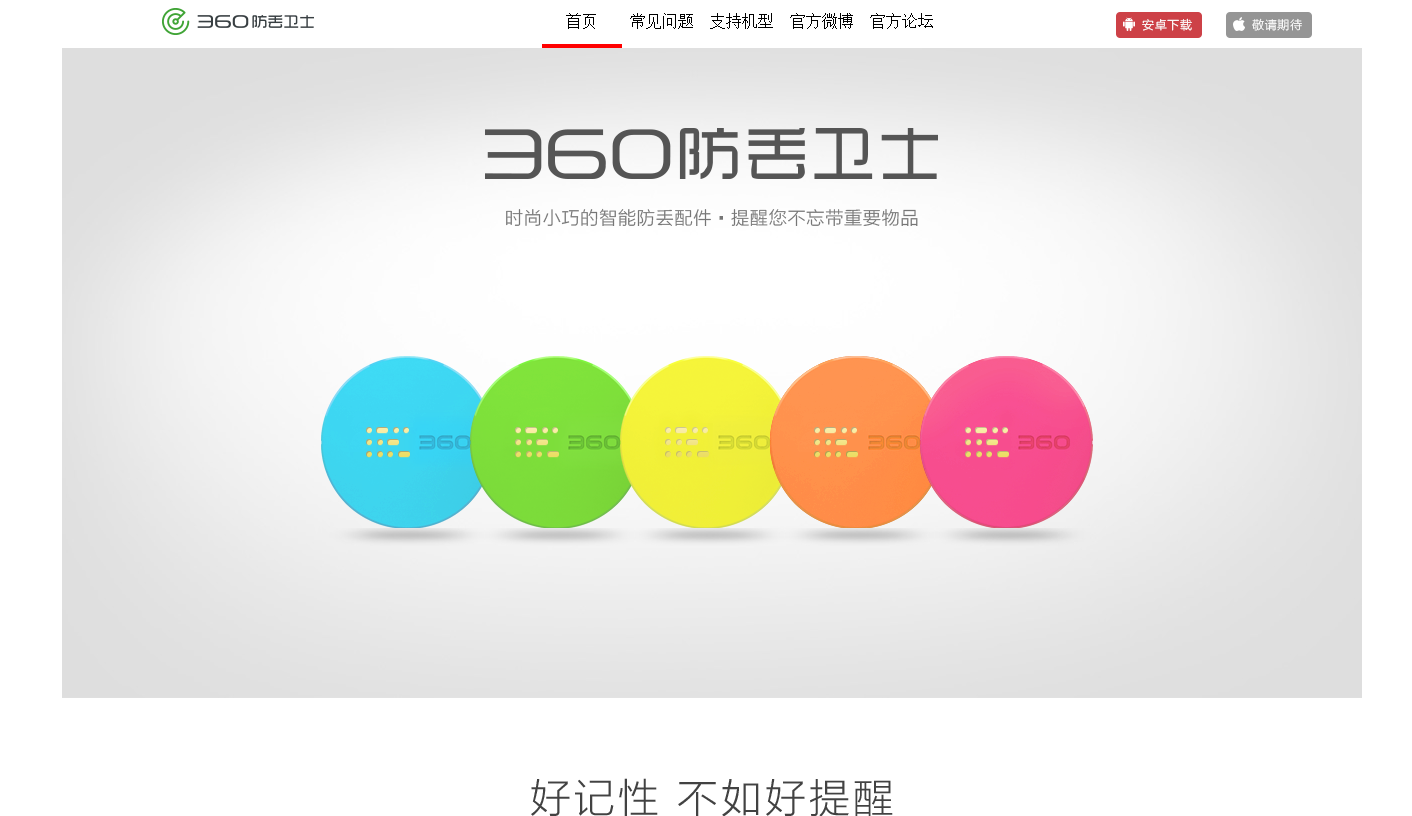 360防丢卫士
首页 常见问题 支持机型 官方微博 官方论坛
安卓下载 敬请期待
360防丢卫士
时尚小巧的智能防丢配件·提醒您不忘带重要物品
360 360 360 360 360
好记性 不如好提醒